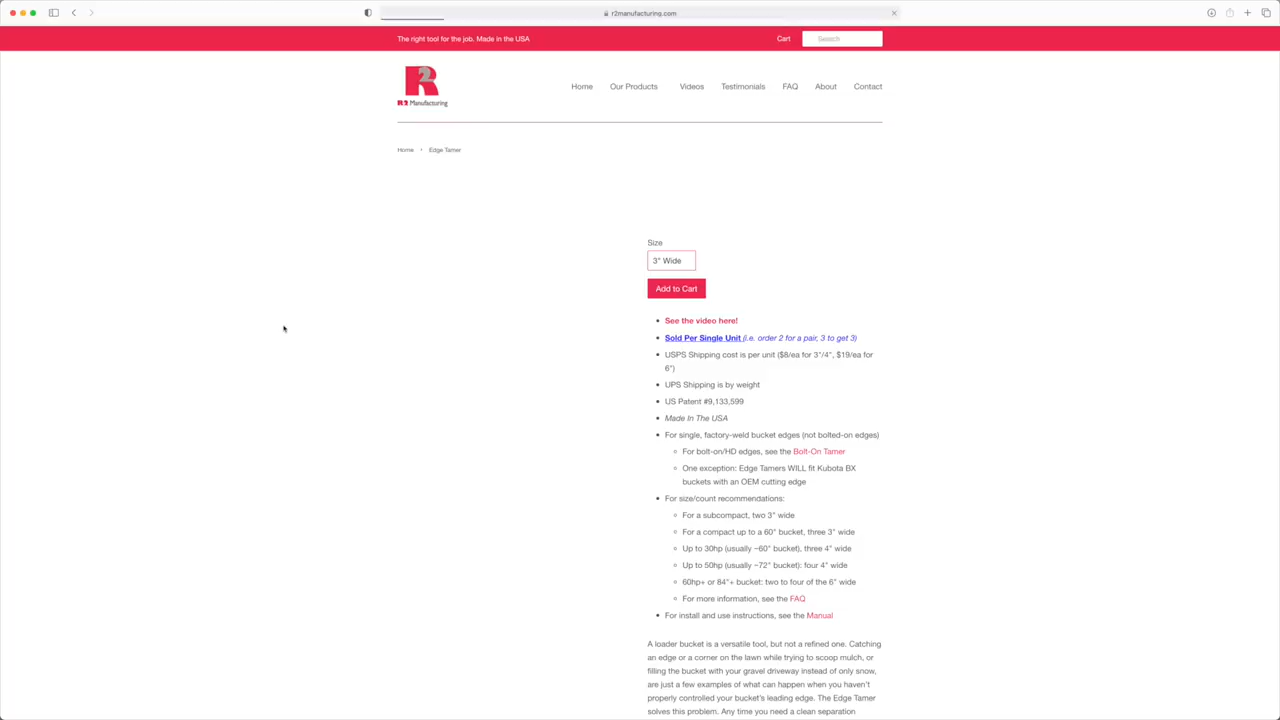 r2manufacturing.com
The right tool for the job. Made in the USA
Cart
Search
R2
R2 Manufacturing
Home
Our Products
Videos
Testimonials
FAQ
About
Contact
Home › Edge Tamer
Size
3" Wide
Add to Cart
See the video here!
Sold Per Single Unit (i.e. order 2 for a pair, 3 to get 3)
USPS Shipping cost is per unit ($8/ea for 3"/4", $19/ea for
6")
UPS Shipping is by weight
US Patent #9,133,599
Made In The USA
For single, factory-weld bucket edges (not bolted-on edges)
For bolt-on/HD edges, see the Bolt-On Tamer
One exception: Edge Tamers WILL fit Kubota BX
buckets with an OEM cutting edge
For size/count recommendations:
For a subcompact, two 3" wide
For a compact up to a 60" bucket, three 3" wide
Up to 30hp (usually ~60" bucket), three 4" wide
Up to 50hp (usually ~72" bucket): four 4" wide
60hp+ or 84"+ bucket: two to four of the 6" wide
For more information, see the FAQ
For install and use instructions, see the Manual
A loader bucket is a versatile tool, but not a refined one. Catching
an edge or a corner on the lawn while trying to scoop mulch, or
filling the bucket with your gravel driveway instead of only snow,
are just a few examples of what can happen when you haven't
properly controlled your bucket's leading edge. The Edge Tamer
solves this problem. Any time you need a clean separation